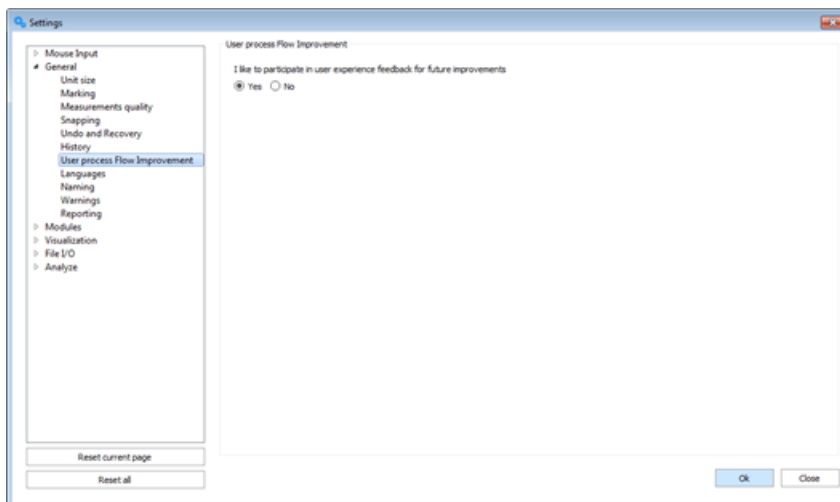 Settings
Mouse Input
General
Unit size
Marking
Measurements quality
Snapping
Undo and Recovery
History
User process Flow Improvement
Languages
Naming
Warnings
Reporting
Modules
Visualization
File I/O
Analyze
Reset current page
Reset all
User process Flow Improvement
I like to participate in user experience feedback for future improvements
Yes No
Ok Close